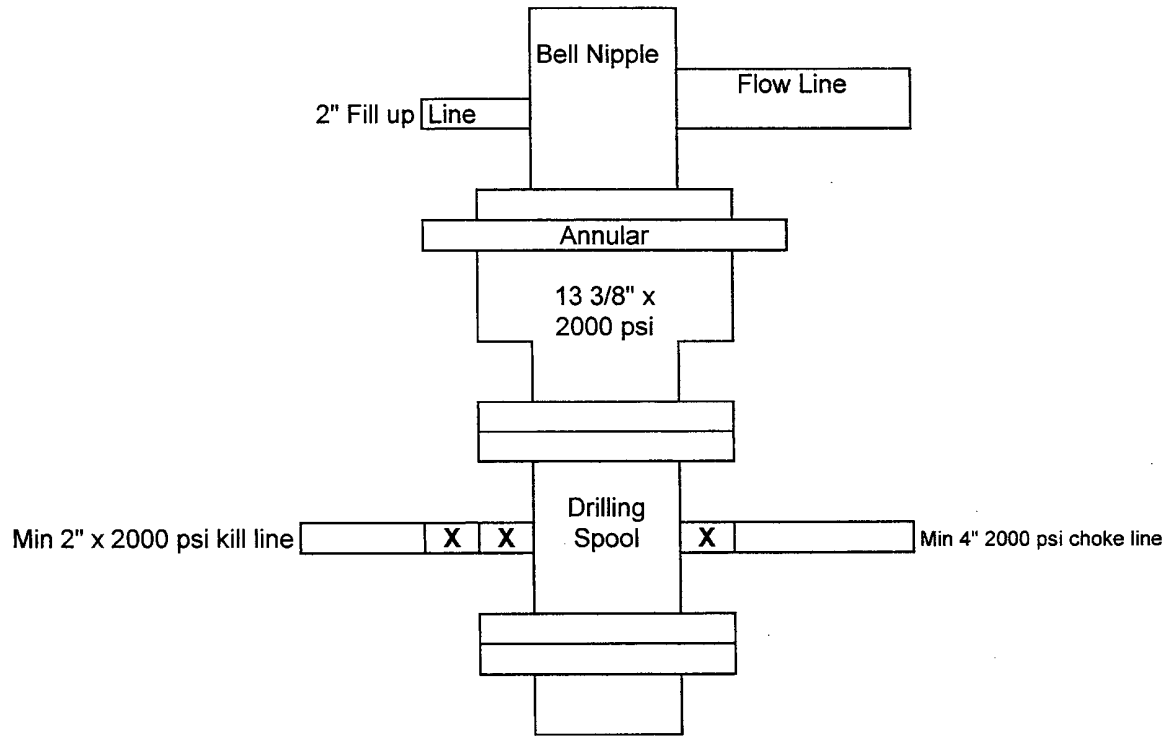 Bell Nipple
Flow Line
2" Fill up Line
Annular
13 3/8" x
2000 psi
Drilling
Spool
Min 2" x 2000 psi kill line
X X
X
Min 4" 2000 psi choke line